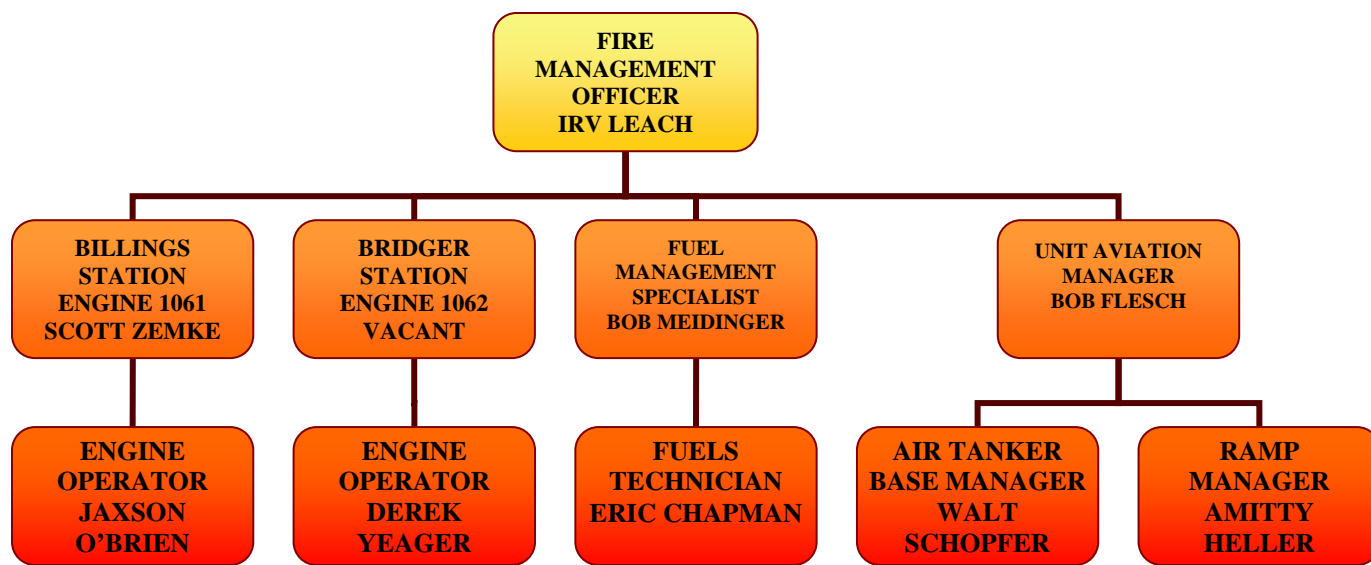 FIRE
MANAGEMENT
OFFICER
IRV LEACH
BILLINGS
STATION
ENGINE 1061
SCOTT ZEMKE
BRIDGER
STATION
ENGINE 1062
VACANT
FUEL
MANAGEMENT
SPECIALIST
BOB MEIDINGER
UNIT AVIATION
MANAGER
BOB FLESCH
ENGINE
OPERATOR
JAXSON
O’BRIEN
ENGINE
OPERATOR
DEREK
YEAGER
FUELS
TECHNICIAN
ERIC CHAPMAN
AIR TANKER
BASE MANAGER
WALT
SCHOPFER
RAMP
MANAGER
AMITTY
HELLER